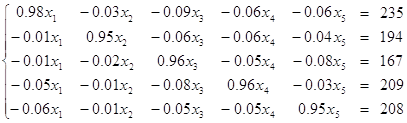 0.98x₁ −0.03x₂ −0.09x₃ −0.06x₄ −0.06x₅ = 235
−0.01x₁ 0.95x₂ −0.06x₃ −0.06x₄ −0.04x₅ = 194
−0.01x₁ −0.02x₂ 0.96x₃ −0.05x₄ −0.08x₅ = 167
−0.05x₁ −0.01x₂ −0.08x₃ 0.96x₄ −0.03x₅ = 209
−0.06x₁ −0.01x₂ −0.05x₃ −0.05x₄ 0.95x₅ = 208